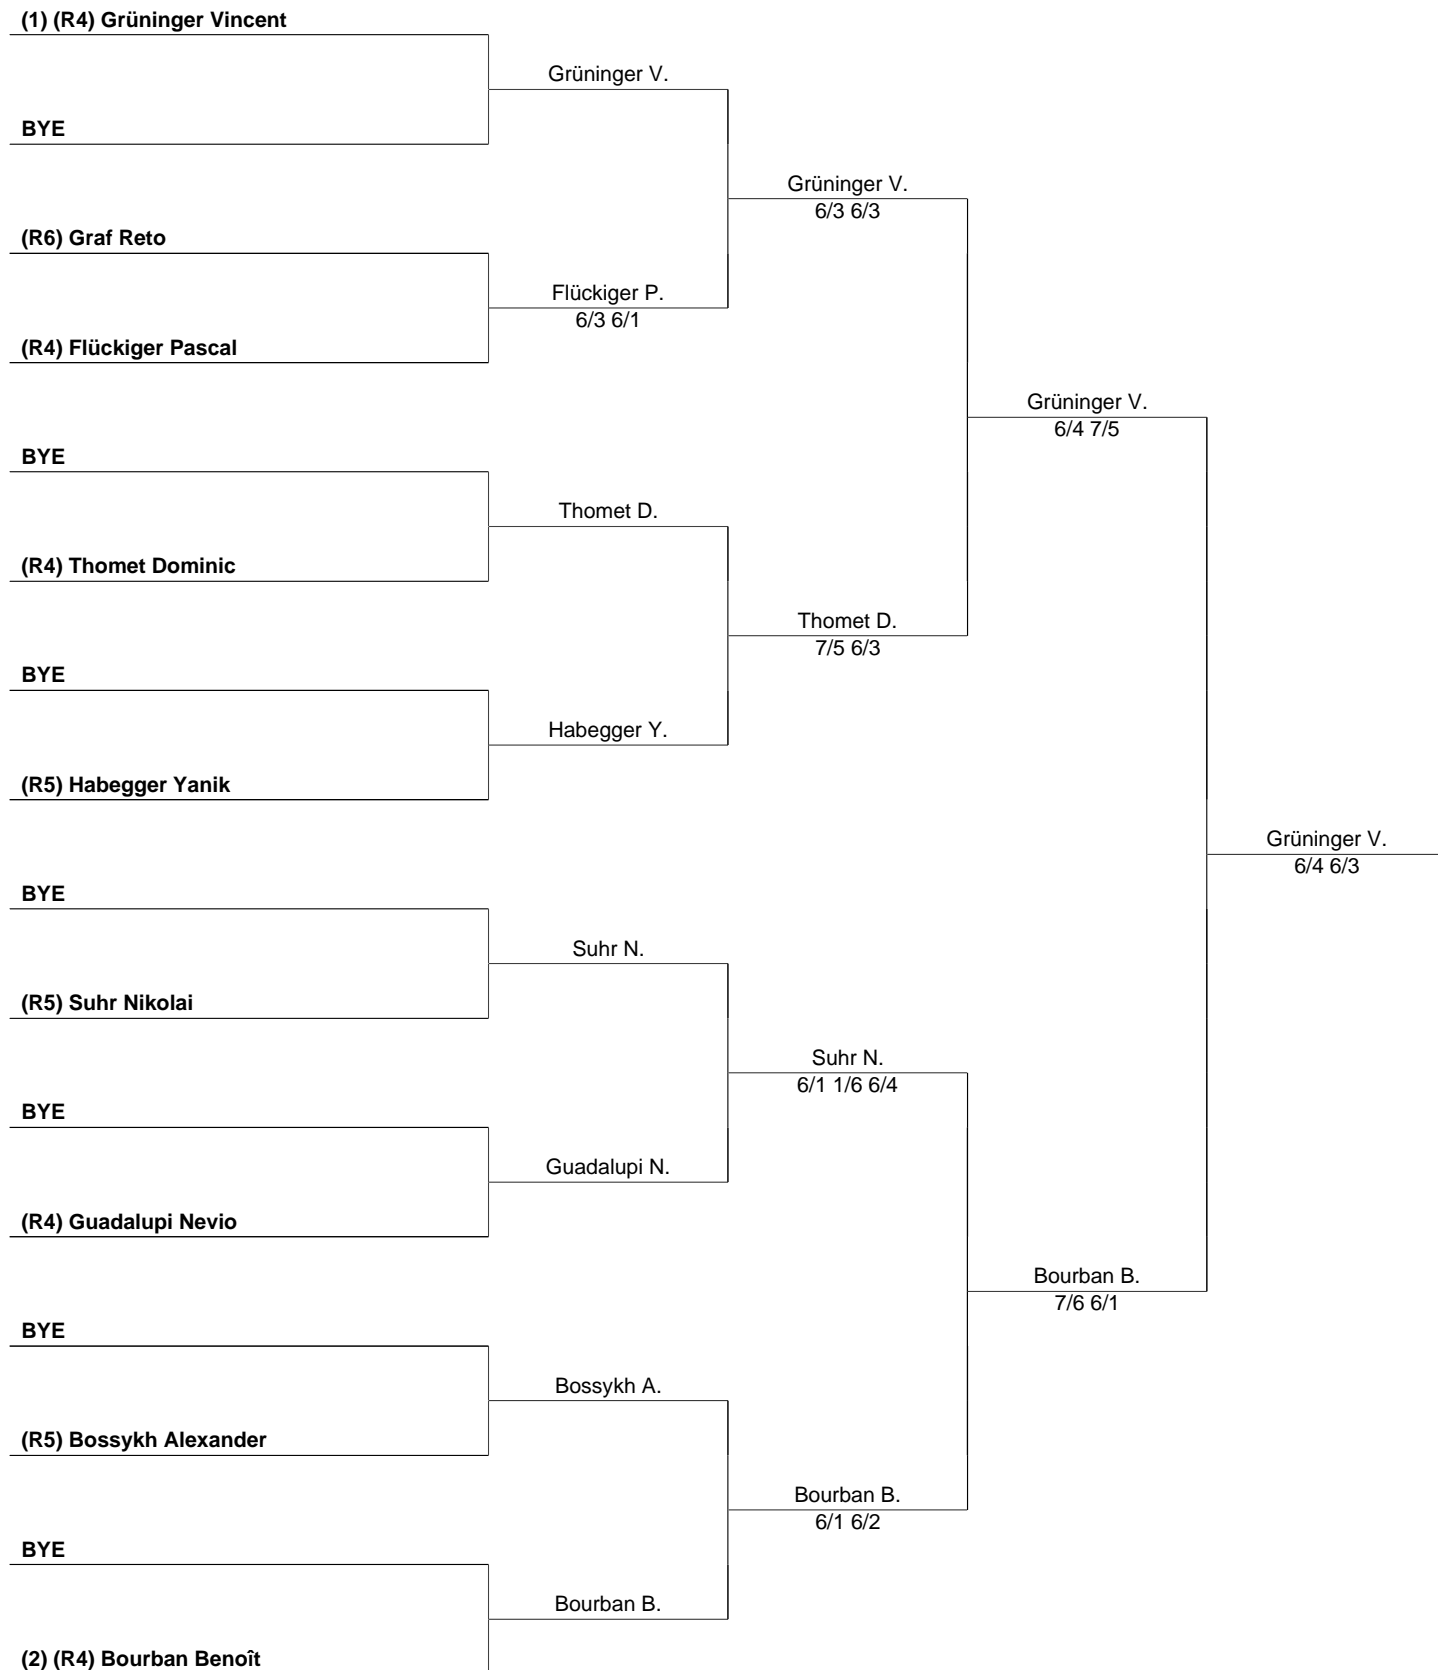 (1) (R4) Grüninger Vincent
Grüninger V.
BYE
Grüninger V.
6/3 6/3
(R6) Graf Reto
Flückiger P.
6/3 6/1
(R4) Flückiger Pascal
Grüninger V.
6/4 7/5
BYE
Thomet D.
(R4) Thomet Dominic
Thomet D.
7/5 6/3
BYE
Habegger Y.
(R5) Habegger Yanik
Grüninger V.
6/4 6/3
BYE
Suhr N.
(R5) Suhr Nikolai
Suhr N.
6/1 1/6 6/4
BYE
Guadalupi N.
(R4) Guadalupi Nevio
Bourban B.
7/6 6/1
BYE
Bossykh A.
(R5) Bossykh Alexander
Bourban B.
6/1 6/2
BYE
Bourban B.
(2) (R4) Bourban Benoît